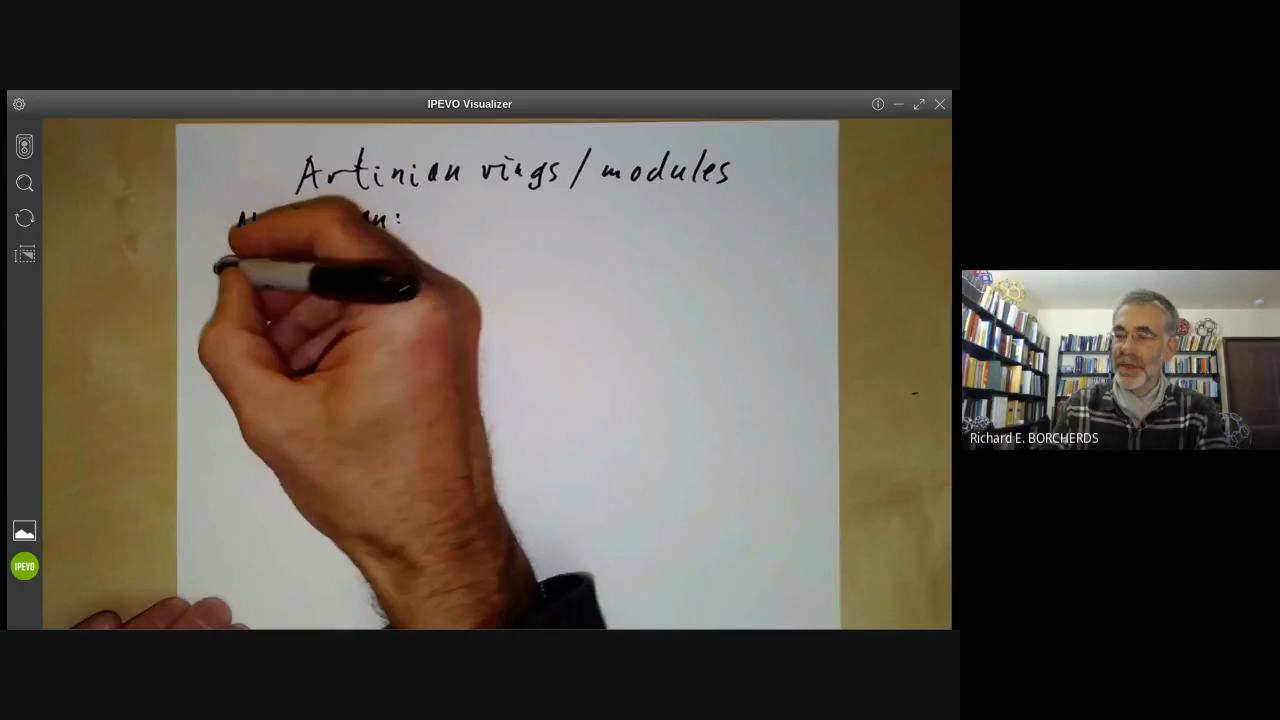 IPEVO Visualizer
Artinian rings / modules
IPEVO
Richard E. BORCHERDS